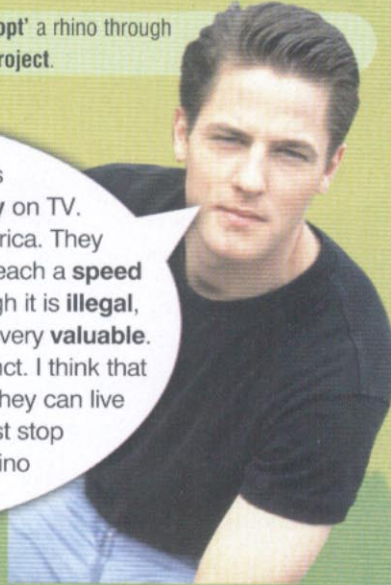 opt' a rhino through
roject.
s
y on TV.
rica. They
each a speed
gh it is illegal,
very valuable.
nct. I think that
hey can live
st stop
ino